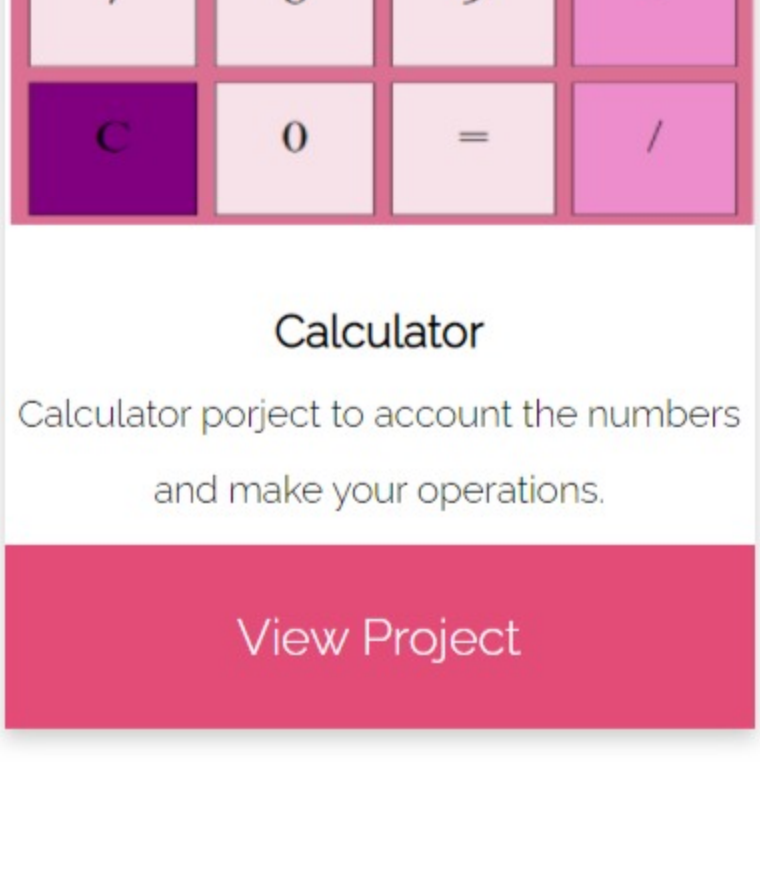 C 0 = /
Calculator
Calculator porject to account the numbers
and make your operations.
View Project